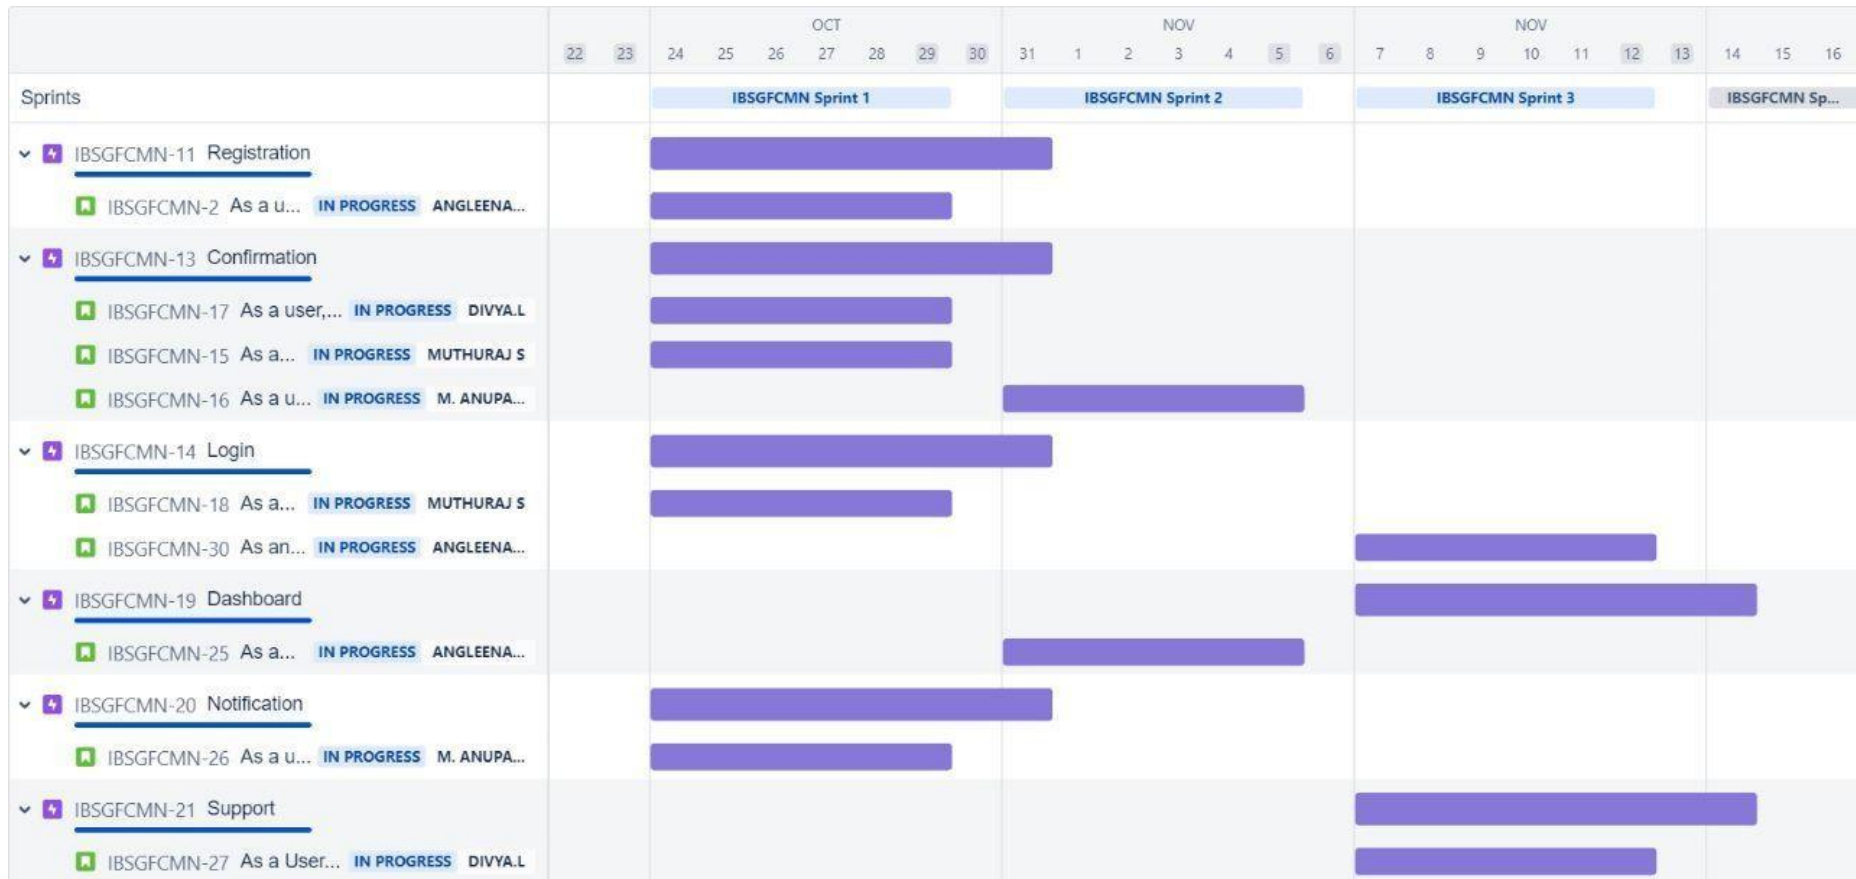 OCT NOV NOV
22 23 24 25 26 27 28 29 30 31 1 2 3 4 5 6 7 8 9 10 11 12 13 14 15 16
Sprints IBSGFCMN Sprint 1 IBSGFCMN Sprint 2 IBSGFCMN Sprint 3 IBSGFCMN Sp...
IBSGFCMN-11 Registration
IBSGFCMN-2 As a u... IN PROGRESS ANGLEENA...
IBSGFCMN-13 Confirmation
IBSGFCMN-17 As a user,... IN PROGRESS DIVYA.L
IBSGFCMN-15 As a... IN PROGRESS MUTHURAJ S
IBSGFCMN-16 As a u... IN PROGRESS M. ANUPA...
IBSGFCMN-14 Login
IBSGFCMN-18 As a... IN PROGRESS MUTHURAJ S
IBSGFCMN-30 As an... IN PROGRESS ANGLEENA...
IBSGFCMN-19 Dashboard
IBSGFCMN-25 As a... IN PROGRESS ANGLEENA...
IBSGFCMN-20 Notification
IBSGFCMN-26 As a u... IN PROGRESS M. ANUPA...
IBSGFCMN-21 Support
IBSGFCMN-27 As a User... IN PROGRESS DIVYA.L